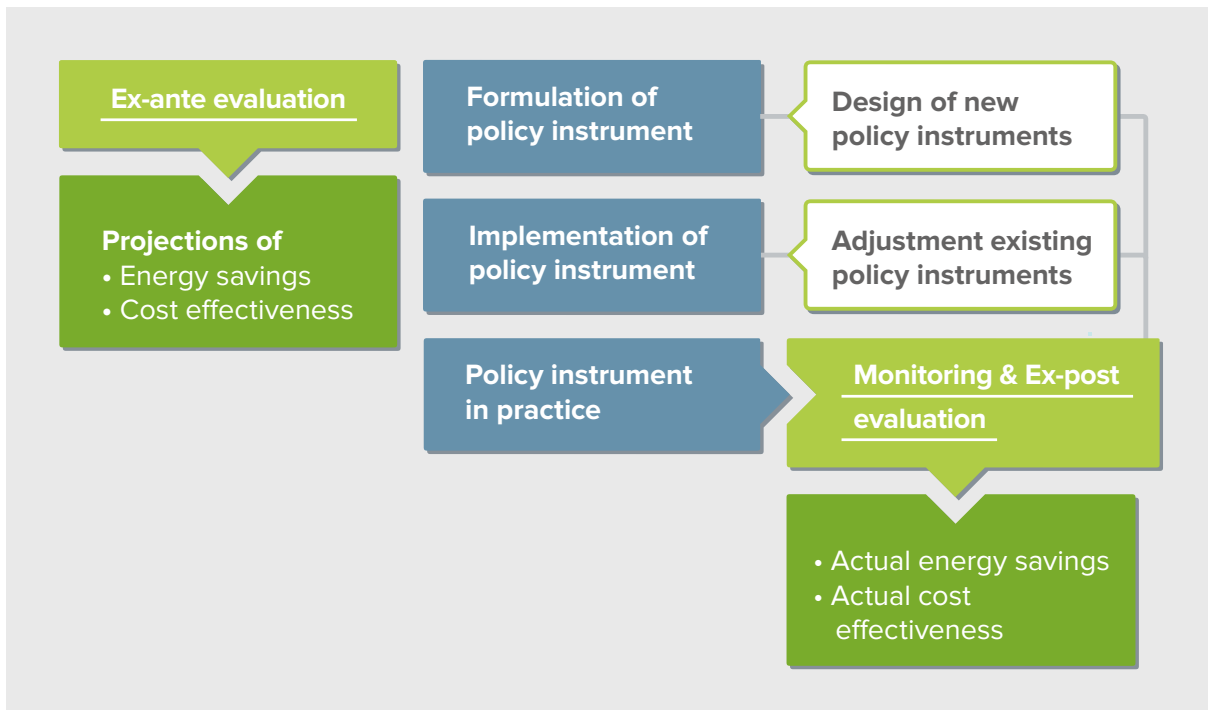 Ex-ante evaluation
Projections of
• Energy savings
• Cost effectiveness
Formulation of
policy instrument
Design of new
policy instruments
Implementation of
policy instrument
Adjustment existing
policy instruments
Policy instrument
in practice
Monitoring & Ex-post
evaluation
• Actual energy savings
• Actual cost
effectiveness